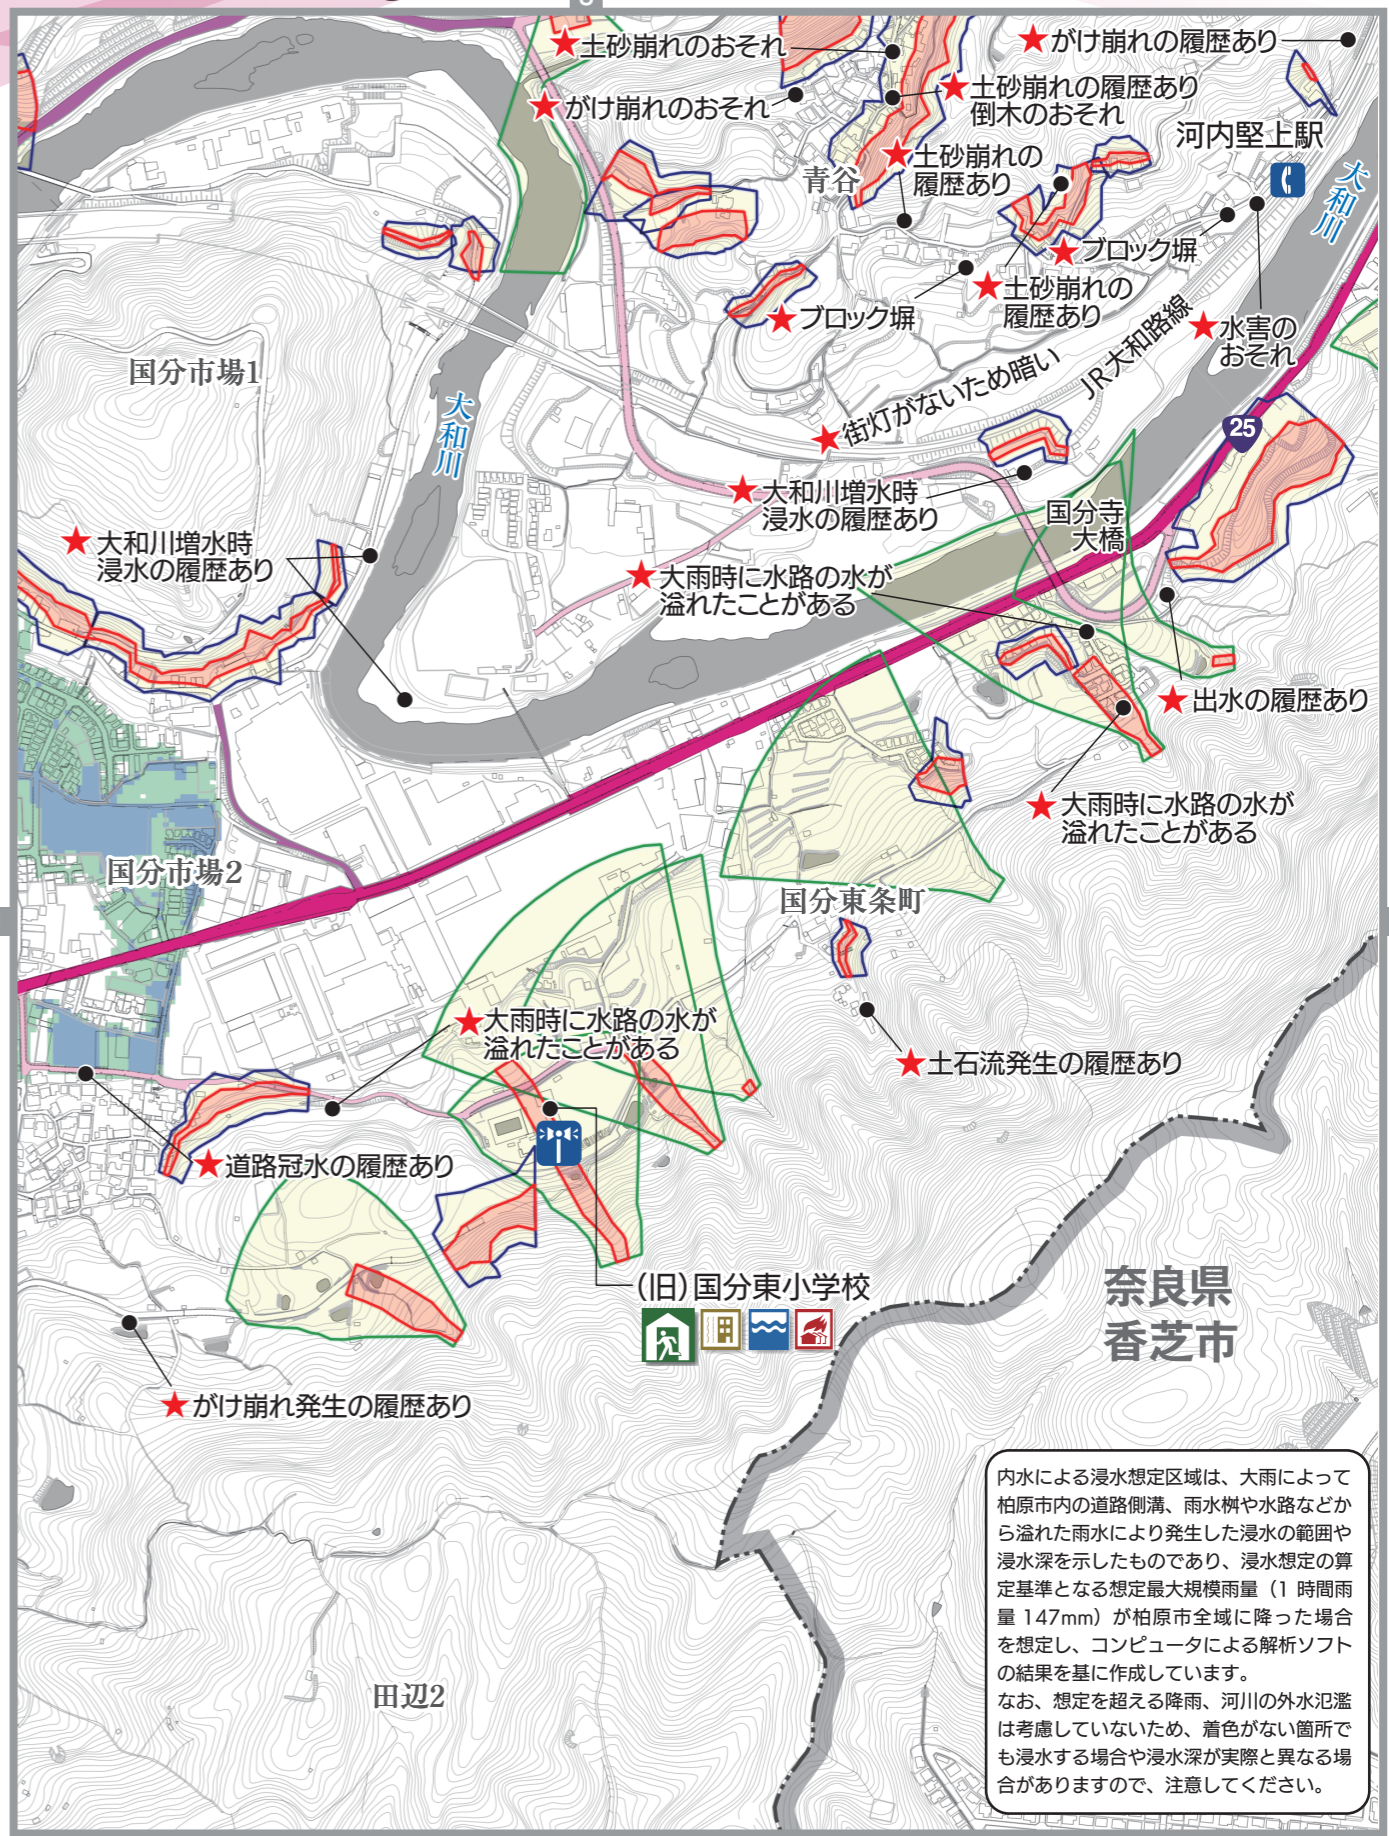 ★土砂崩れのおそれ
★がけ崩れの履歴あり
★がけ崩れのおそれ
★土砂崩れの履歴あり
倒木のおそれ
河内堅上駅
★土砂崩れの
履歴あり
青谷
大和川
★ブロック塀
★土砂崩れの
履歴あり
★ブロック塀
★水害の
おそれ
JR大和路線
★街灯がないため暗い
国分市場1
大和川
25
★大和川増水時
浸水の履歴あり
国分寺
大橋
★大和川増水時
浸水の履歴あり
★大雨時に水路の水が
溢れたことがある
★出水の履歴あり
★大雨時に水路の水が
溢れたことがある
国分市場2
国分東条町
★大雨時に水路の水が
溢れたことがある
★土石流発生の履歴あり
★道路冠水の履歴あり
(旧)国分東小学校
奈良県
香芝市
★がけ崩れ発生の履歴あり
田辺2
内水による浸水想定区域は、大雨によって
柏原市内の道路側溝、雨水桝や水路などか
ら溢れた雨水により発生した浸水の範囲や
浸水深を示したものであり、浸水想定の算
定基準となる想定最大規模雨量（1 時間雨
量 147mm）が柏原市全域に降った場合
を想定し、コンピュータによる解析ソフト
の結果を基に作成しています。
なお、想定を超える降雨、河川の外水氾濫
は考慮していないため、着色がない箇所で
も浸水する場合や浸水深が実際と異なる場
合がありますので、注意してください。